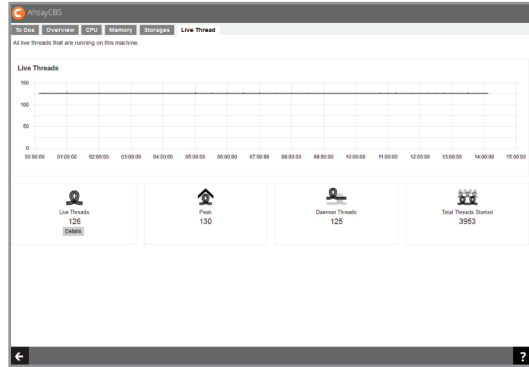 AhsayCBS
To Dos Overview CPU Memory Storages Live Thread
All live threads that are running on this machine.
Live Threads
150
100
50
0
00:00:00 01:00:00 02:00:00 03:00:00 04:00:00 05:00:00 06:00:00 07:00:00 08:00:00 09:00:00 10:00:00 11:00:00 12:00:00 13:00:00 14:00:00 15:00:00
Live Threads Peak Daemon Threads Total Threads Started
126 130 125 3953
Details
?